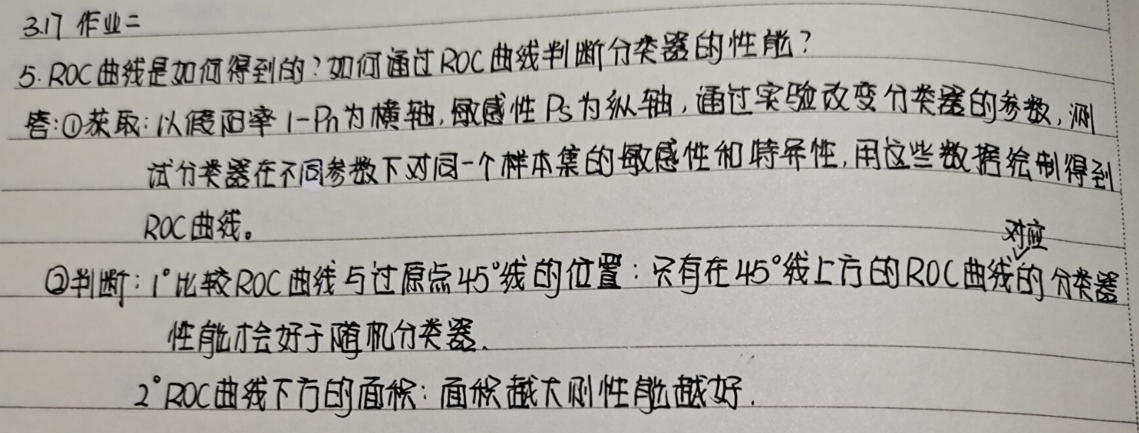 3.17 作业二
5. ROC曲线是如何得到的?如何通过ROC曲线判断分类器的性能?
答:①获取:以假阳率 1-Pn为横轴,敏感性 Ps为纵轴,通过实验改变分类器的参数,测
试分类器在不同参数下对同一个样本集的敏感性和特异性,用这些数据绘制得到
ROC曲线。
对应
②判断:1°比较ROC曲线与过原点45°线的位置:只有在45°线上方的ROC曲线的分类器
性能才会好于随机分类器.
2°ROC曲线下方的面积:面积越大则性能越好.